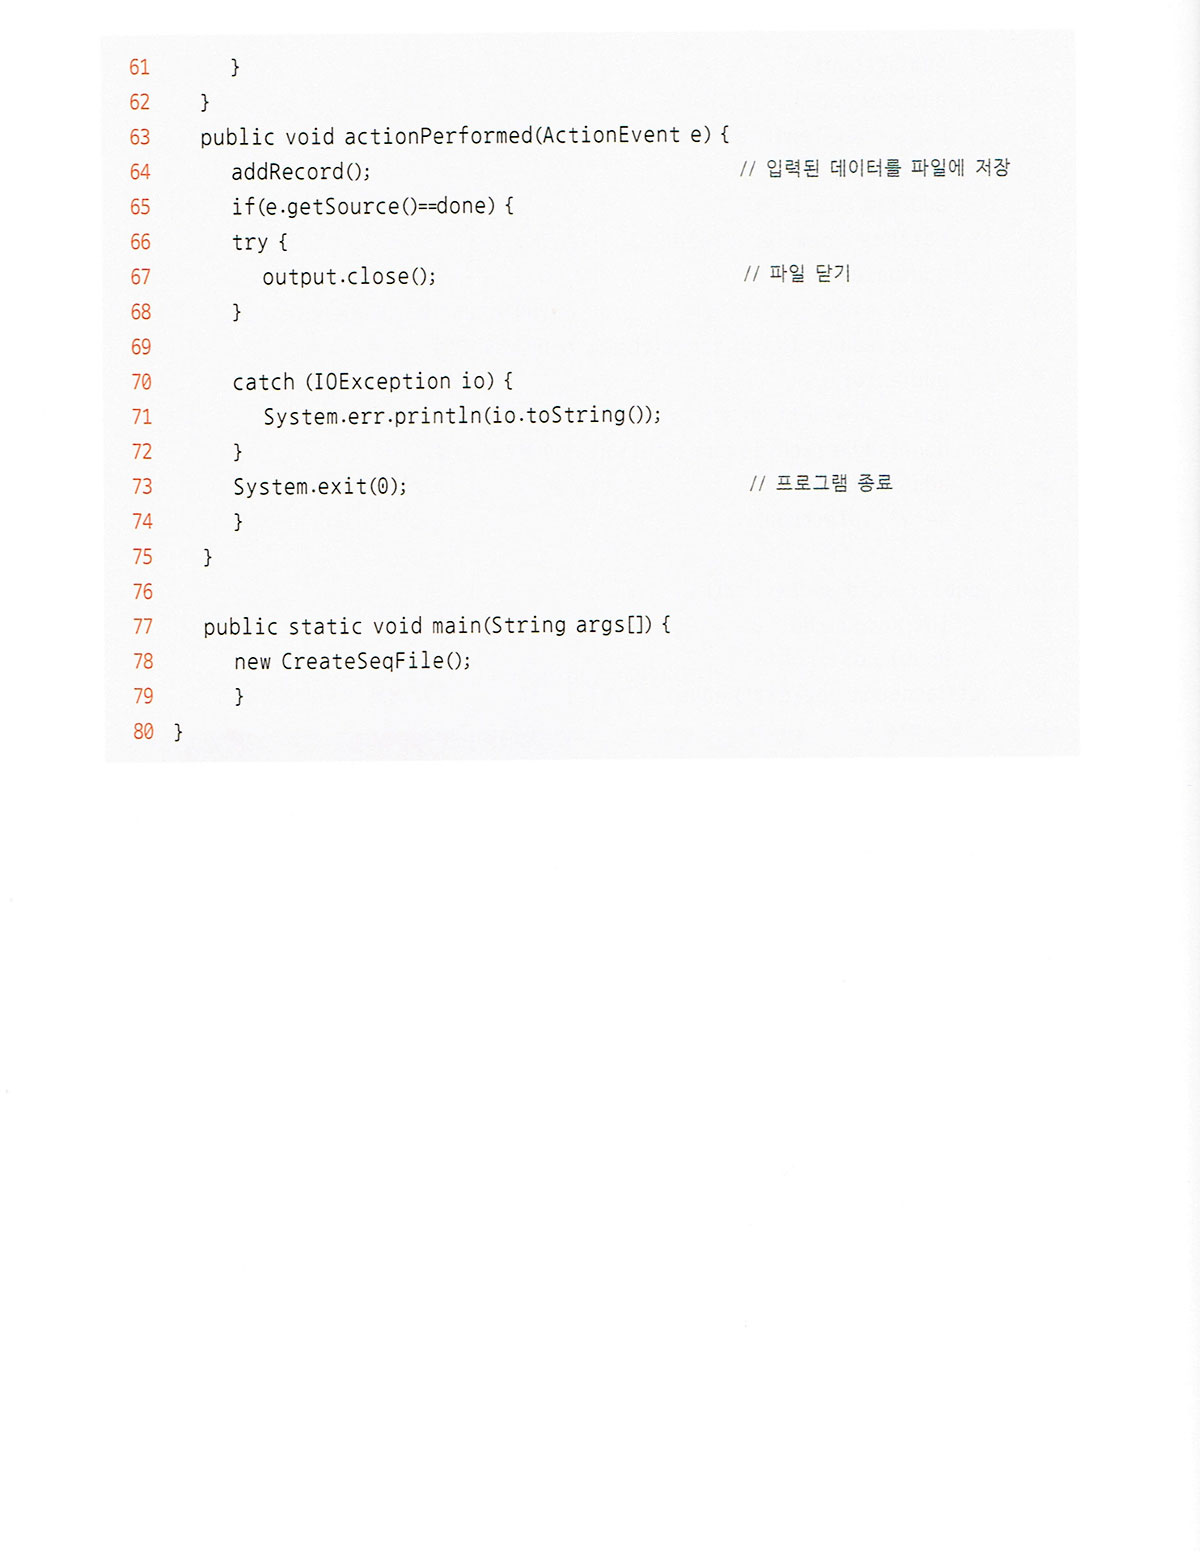 61 }
62 }
63 public void actionPerformed(ActionEvent e) {
64 addRecord(); // 입력된 데이터를 파일에 저장
65 if(e.getSource()==done) {
66 try {
67 output.close(); // 파일 닫기
68 }
69
70 catch (IOException io) {
71 System.err.println(io.toString());
72 }
73 System.exit(0); // 프로그램 종료
74 }
75 }
76
77 public static void main(String args[]) {
78 new CreateSeqFile();
79 }
80 }